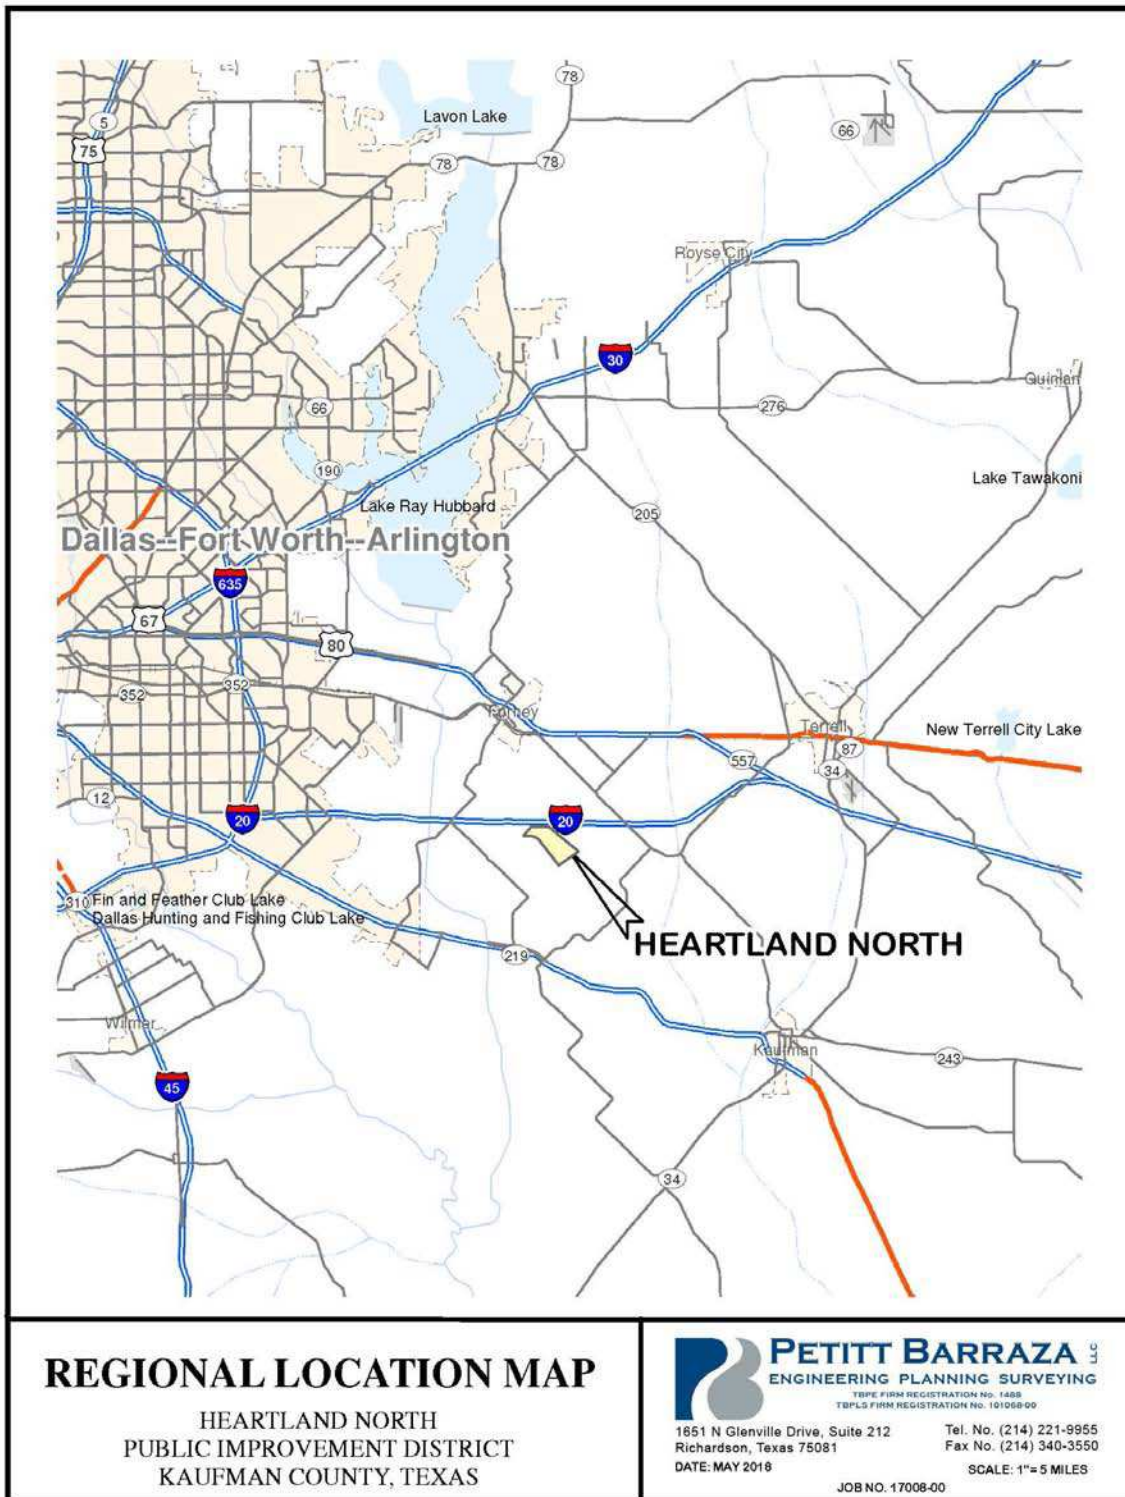 78
Lavon Lake
5
66
75
78
78
Royse City
30
Quinlan
66
276
190
Lake Tawakoni
Lake Ray Hubbard
205
Dallas--Fort Worth--Arlington
635
67
80
352
352
Forney
Terrell
New Terrell City Lake
87
557
34
12
20
20
310
Fin and Feather Club Lake
Dallas Hunting and Fishing Club Lake
HEARTLAND NORTH
219
Wilmer
Kaufman
243
45
34
REGIONAL LOCATION MAP
HEARTLAND NORTH
PUBLIC IMPROVEMENT DISTRICT
KAUFMAN COUNTY, TEXAS
PETITT BARRAZA LLC
ENGINEERING PLANNING SURVEYING
TBPE FIRM REGISTRATION No. 1488
TBPLS FIRM REGISTRATION No. 101068-00
1651 N Glenville Drive, Suite 212
Richardson, Texas 75081
Tel. No. (214) 221-9955
Fax No. (214) 340-3550
DATE: MAY 2018
SCALE: 1"= 5 MILES
JOB NO. 17008-00